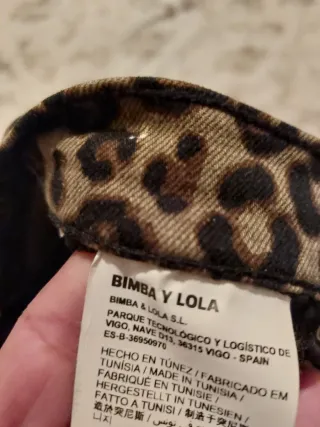 BIMBA Y LOLA
BIMBA & LOLA S.L.
PARQUE TECNOLÓGICO Y LOGÍSTICO DE
VIGO, NAVE D13, 36315 VIGO - SPAIN
ES-B-36950970
HECHO EN TÚNEZ / FABRICADO EM
TUNÍSIA / MADE IN TUNISIA /
FABRIQUÉ EN TUNISIE /
HERGESTELLT IN TUNESIEN /
FATTO A TUNISI / 制造于突尼斯 /